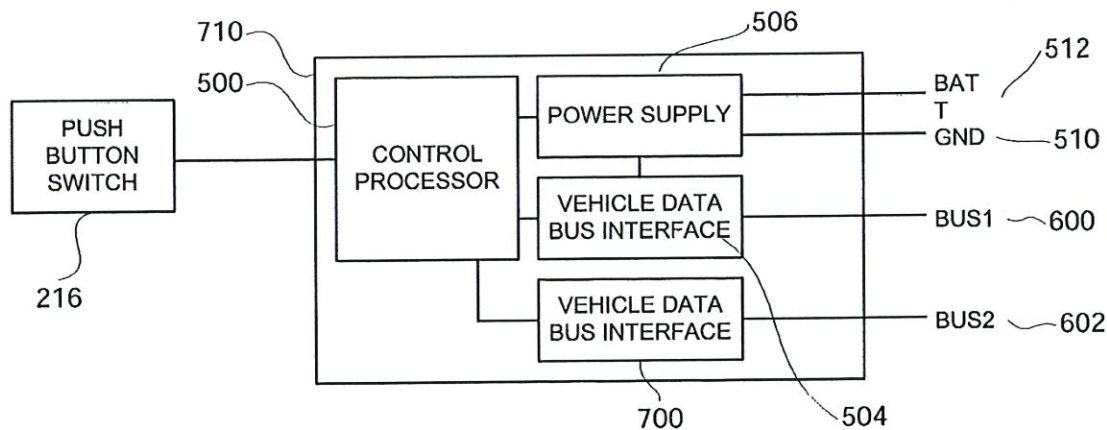 506
710
512
500
BAT
T
POWER SUPPLY
PUSH
BUTTON
SWITCH
CONTROL
PROCESSOR
GND
510
VEHICLE DATA
BUS INTERFACE
BUS1
600
216
VEHICLE DATA
BUS INTERFACE
BUS2
602
700
504